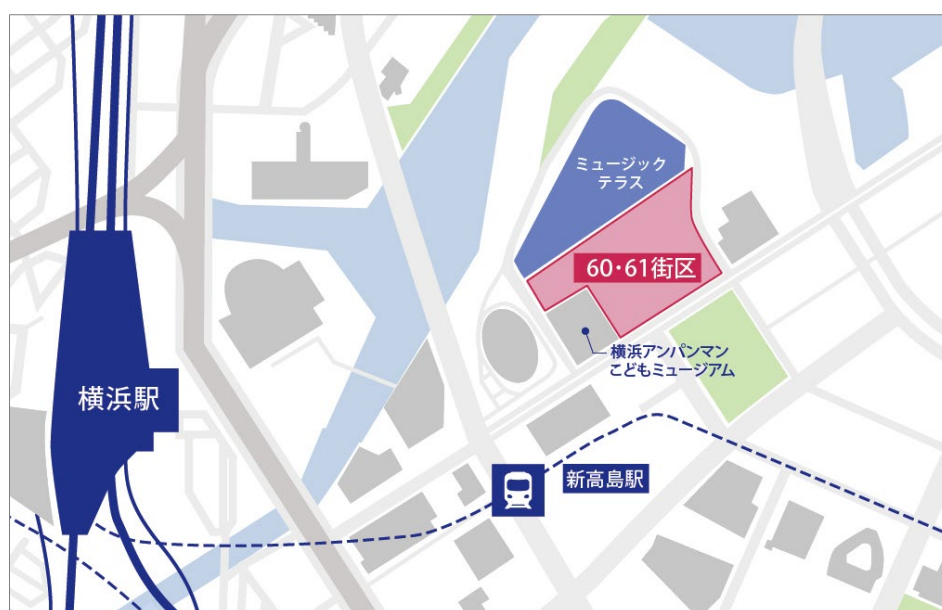 ミュージック
テラス
60・61街区
横浜アンパンマン
こどもミュージアム
横浜駅
新高島駅